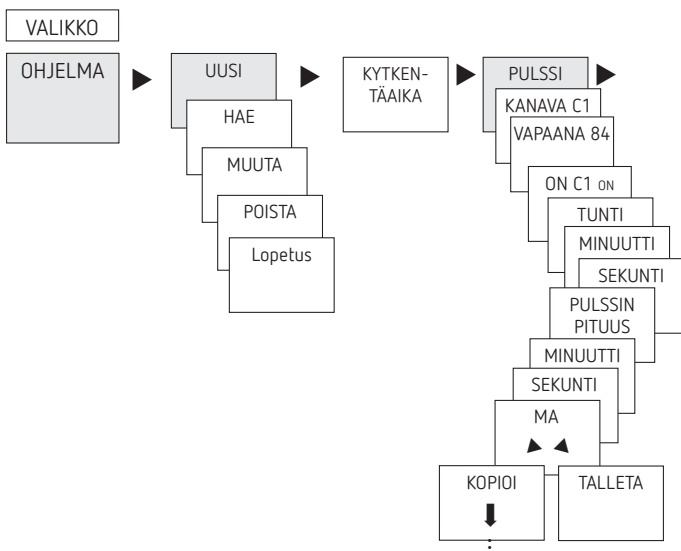 VALIKKO
OHJELMA
UUSI
HAE
MUUTA
POISTA
Lopetus
KYTKEN-
TÄAIKA
PULSSI
KANAVA C1
VAPAANA 84
ON C1 ON
TUNTI
MINUUTTI
SEKUNTI
PULSSIN
PITUUS
MINUUTTI
SEKUNTI
MA
KOPIOI
TALLETA